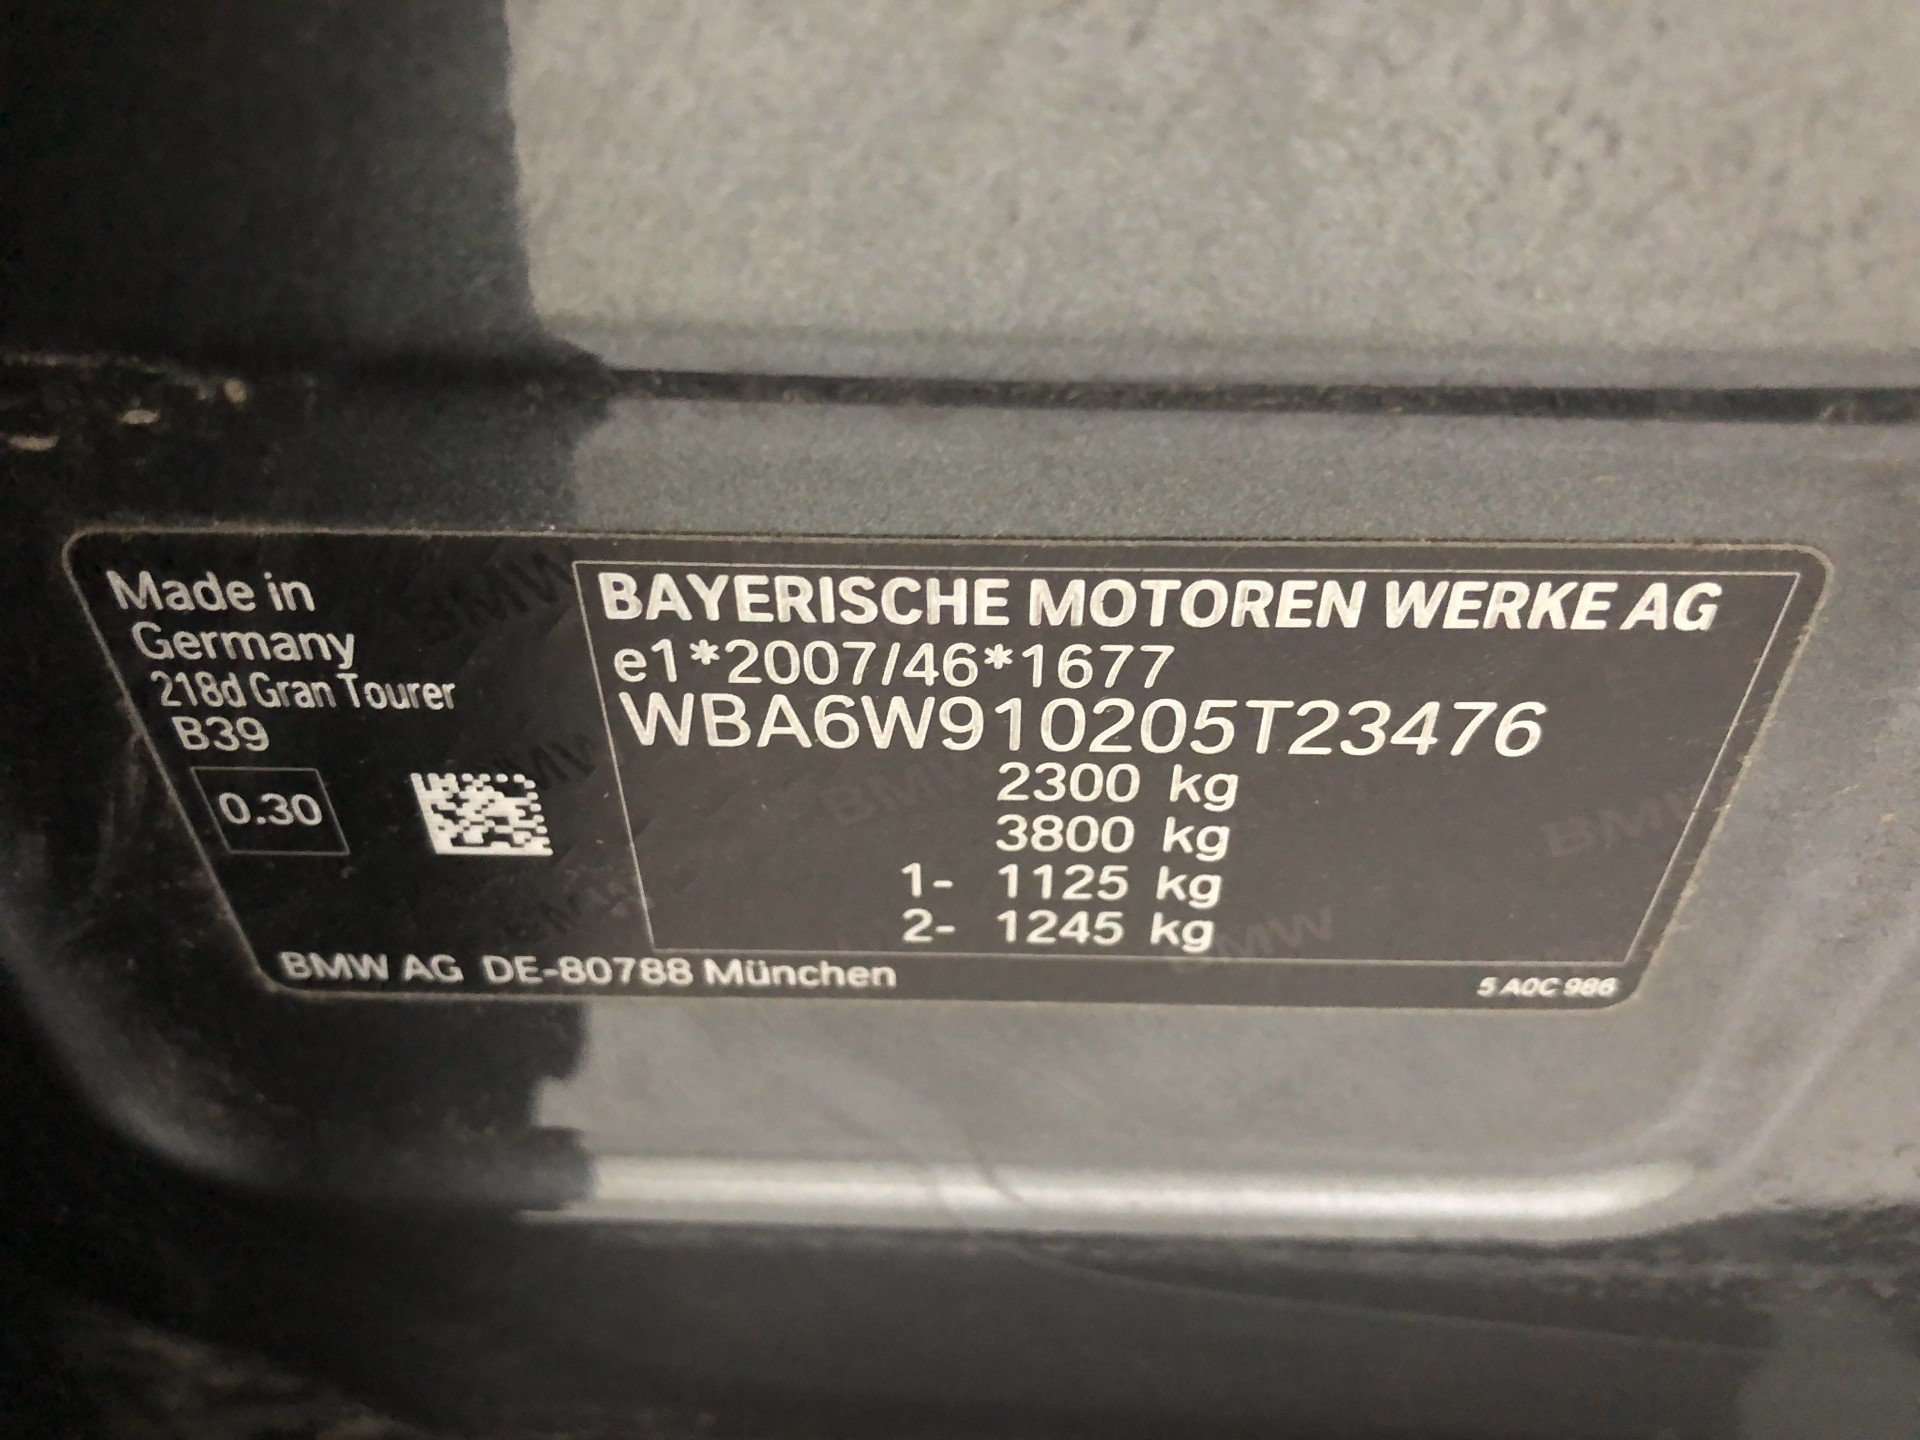 Made in
Germany
218d Gran Tourer
B39
0.30
BAYERISCHE MOTOREN WERKE AG
e1*2007/46*1677
WBA6W910205T23476
2300 kg
3800 kg
1- 1125 kg
2- 1245 kg
BMW AG DE-80788 München
5 A0C 986